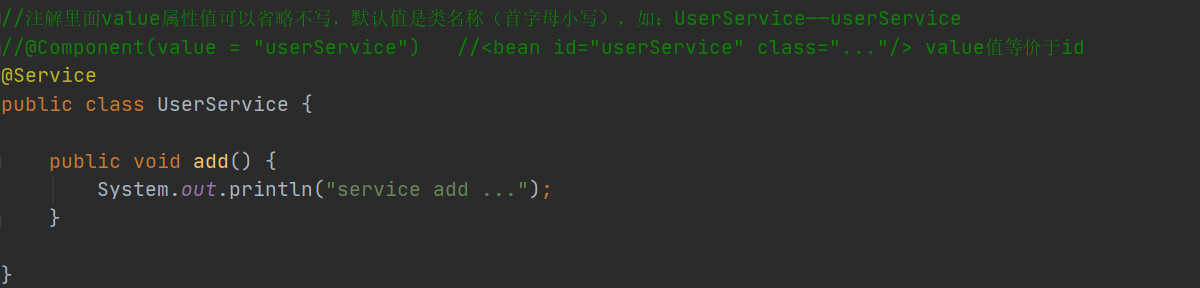 //注解里面value属性值可以省略不写，默认值是类名称（首字母小写），如：UserService——userService
//@Component(value = "userService")   //<bean id="userService" class="..."/> value值等价于id
@Service
public class UserService {
    public void add() {
        System.out.println("service add ...");
    }
}